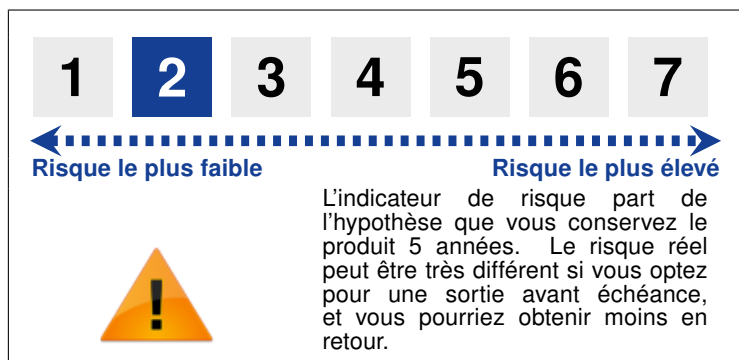 1 2 3 4 5 6 7
Risque le plus faible Risque le plus élevé
L'indicateur de risque part de
l'hypothèse que vous conservez le
produit 5 années. Le risque réel
peut être très différent si vous optez
pour une sortie avant échéance,
et vous pourriez obtenir moins en
retour.